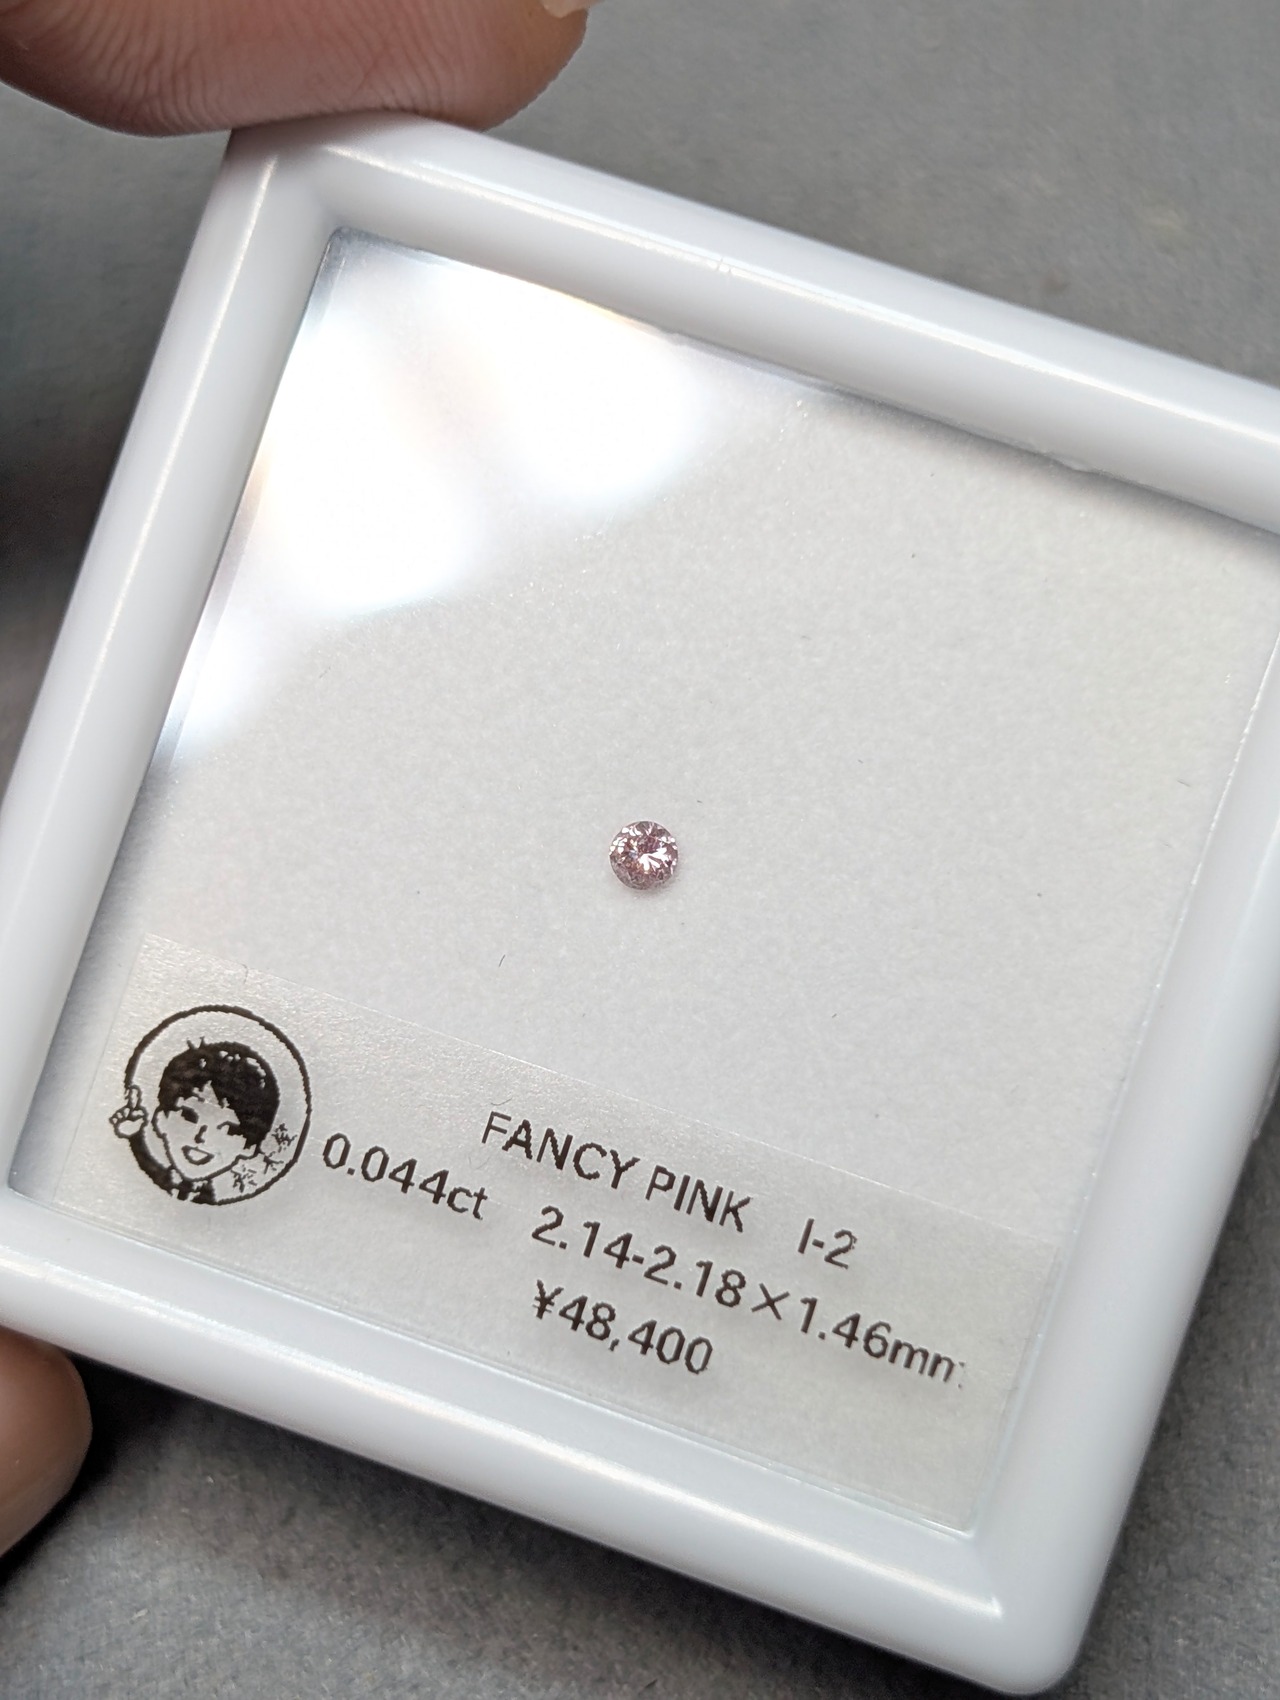 FANCY PINK I-2
0.044ct 2.14-2.18×1.46mm
¥48,400